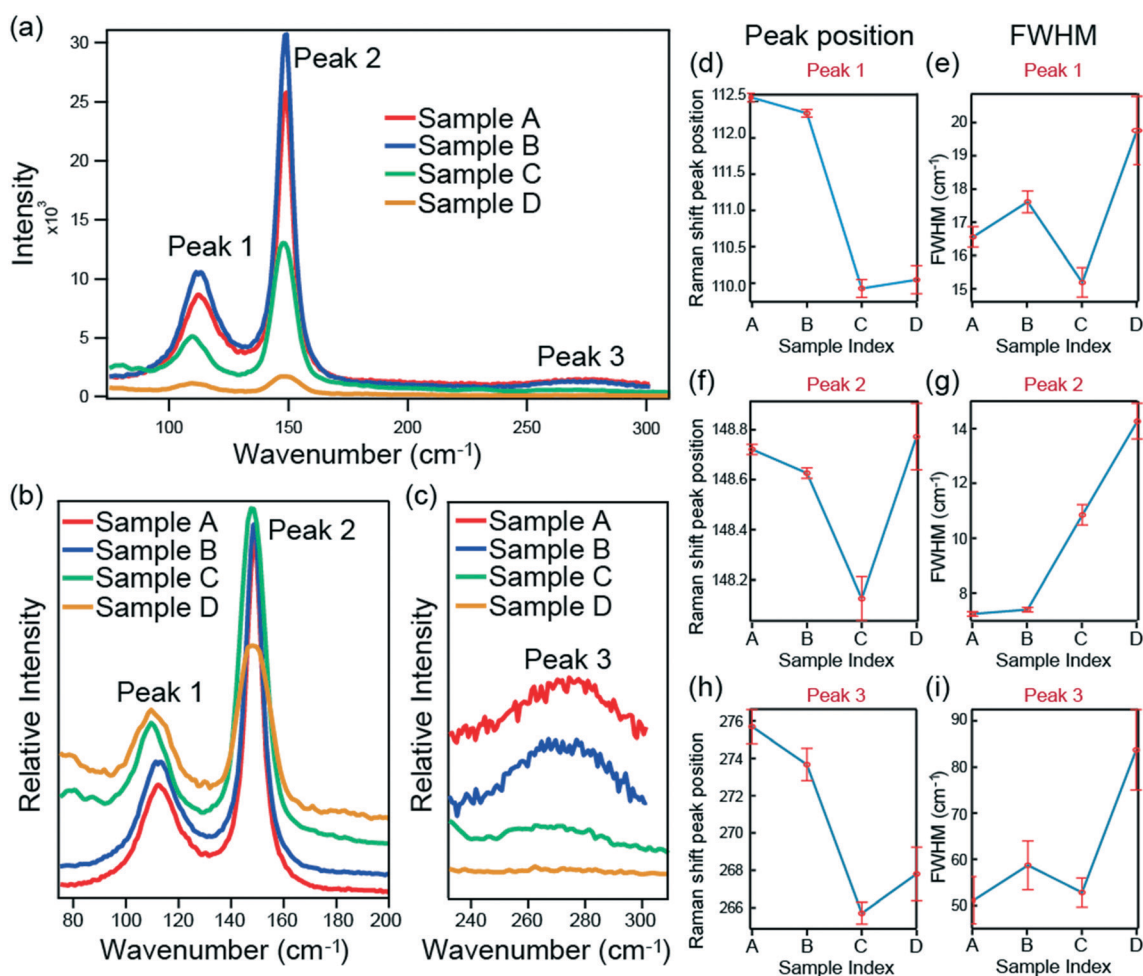 (a)
30
25
20
15
10
5
0
Intensity
x10³
Peak 1
Peak 2
Peak 3
Sample A
Sample B
Sample C
Sample D
100
150
200
250
300
Wavenumber (cm⁻¹)
(b)
Sample A
Sample B
Sample C
Sample D
Peak 2
Peak 1
Relative Intensity
80
100
120
140
160
180
200
Wavenumber (cm⁻¹)
(c)
Sample A
Sample B
Sample C
Sample D
Peak 3
Relative Intensity
240
260
280
300
Wavenumber (cm⁻¹)
Peak position
FWHM
(d)
Peak 1
112.5
112.0
111.5
111.0
110.5
110.0
Raman shift peak position
A B C D
Sample Index
(e)
Peak 1
20
19
18
17
16
15
FWHM (cm⁻¹)
A B C D
Sample Index
(f)
Peak 2
148.8
148.6
148.4
148.2
Raman shift peak position
A B C D
Sample Index
(g)
Peak 2
14
12
10
8
FWHM (cm⁻¹)
A B C D
Sample Index
(h)
Peak 3
276
274
272
270
268
266
Raman shift peak position
A B C D
Sample Index
(i)
Peak 3
90
80
70
60
50
FWHM (cm⁻¹)
A B C D
Sample Index